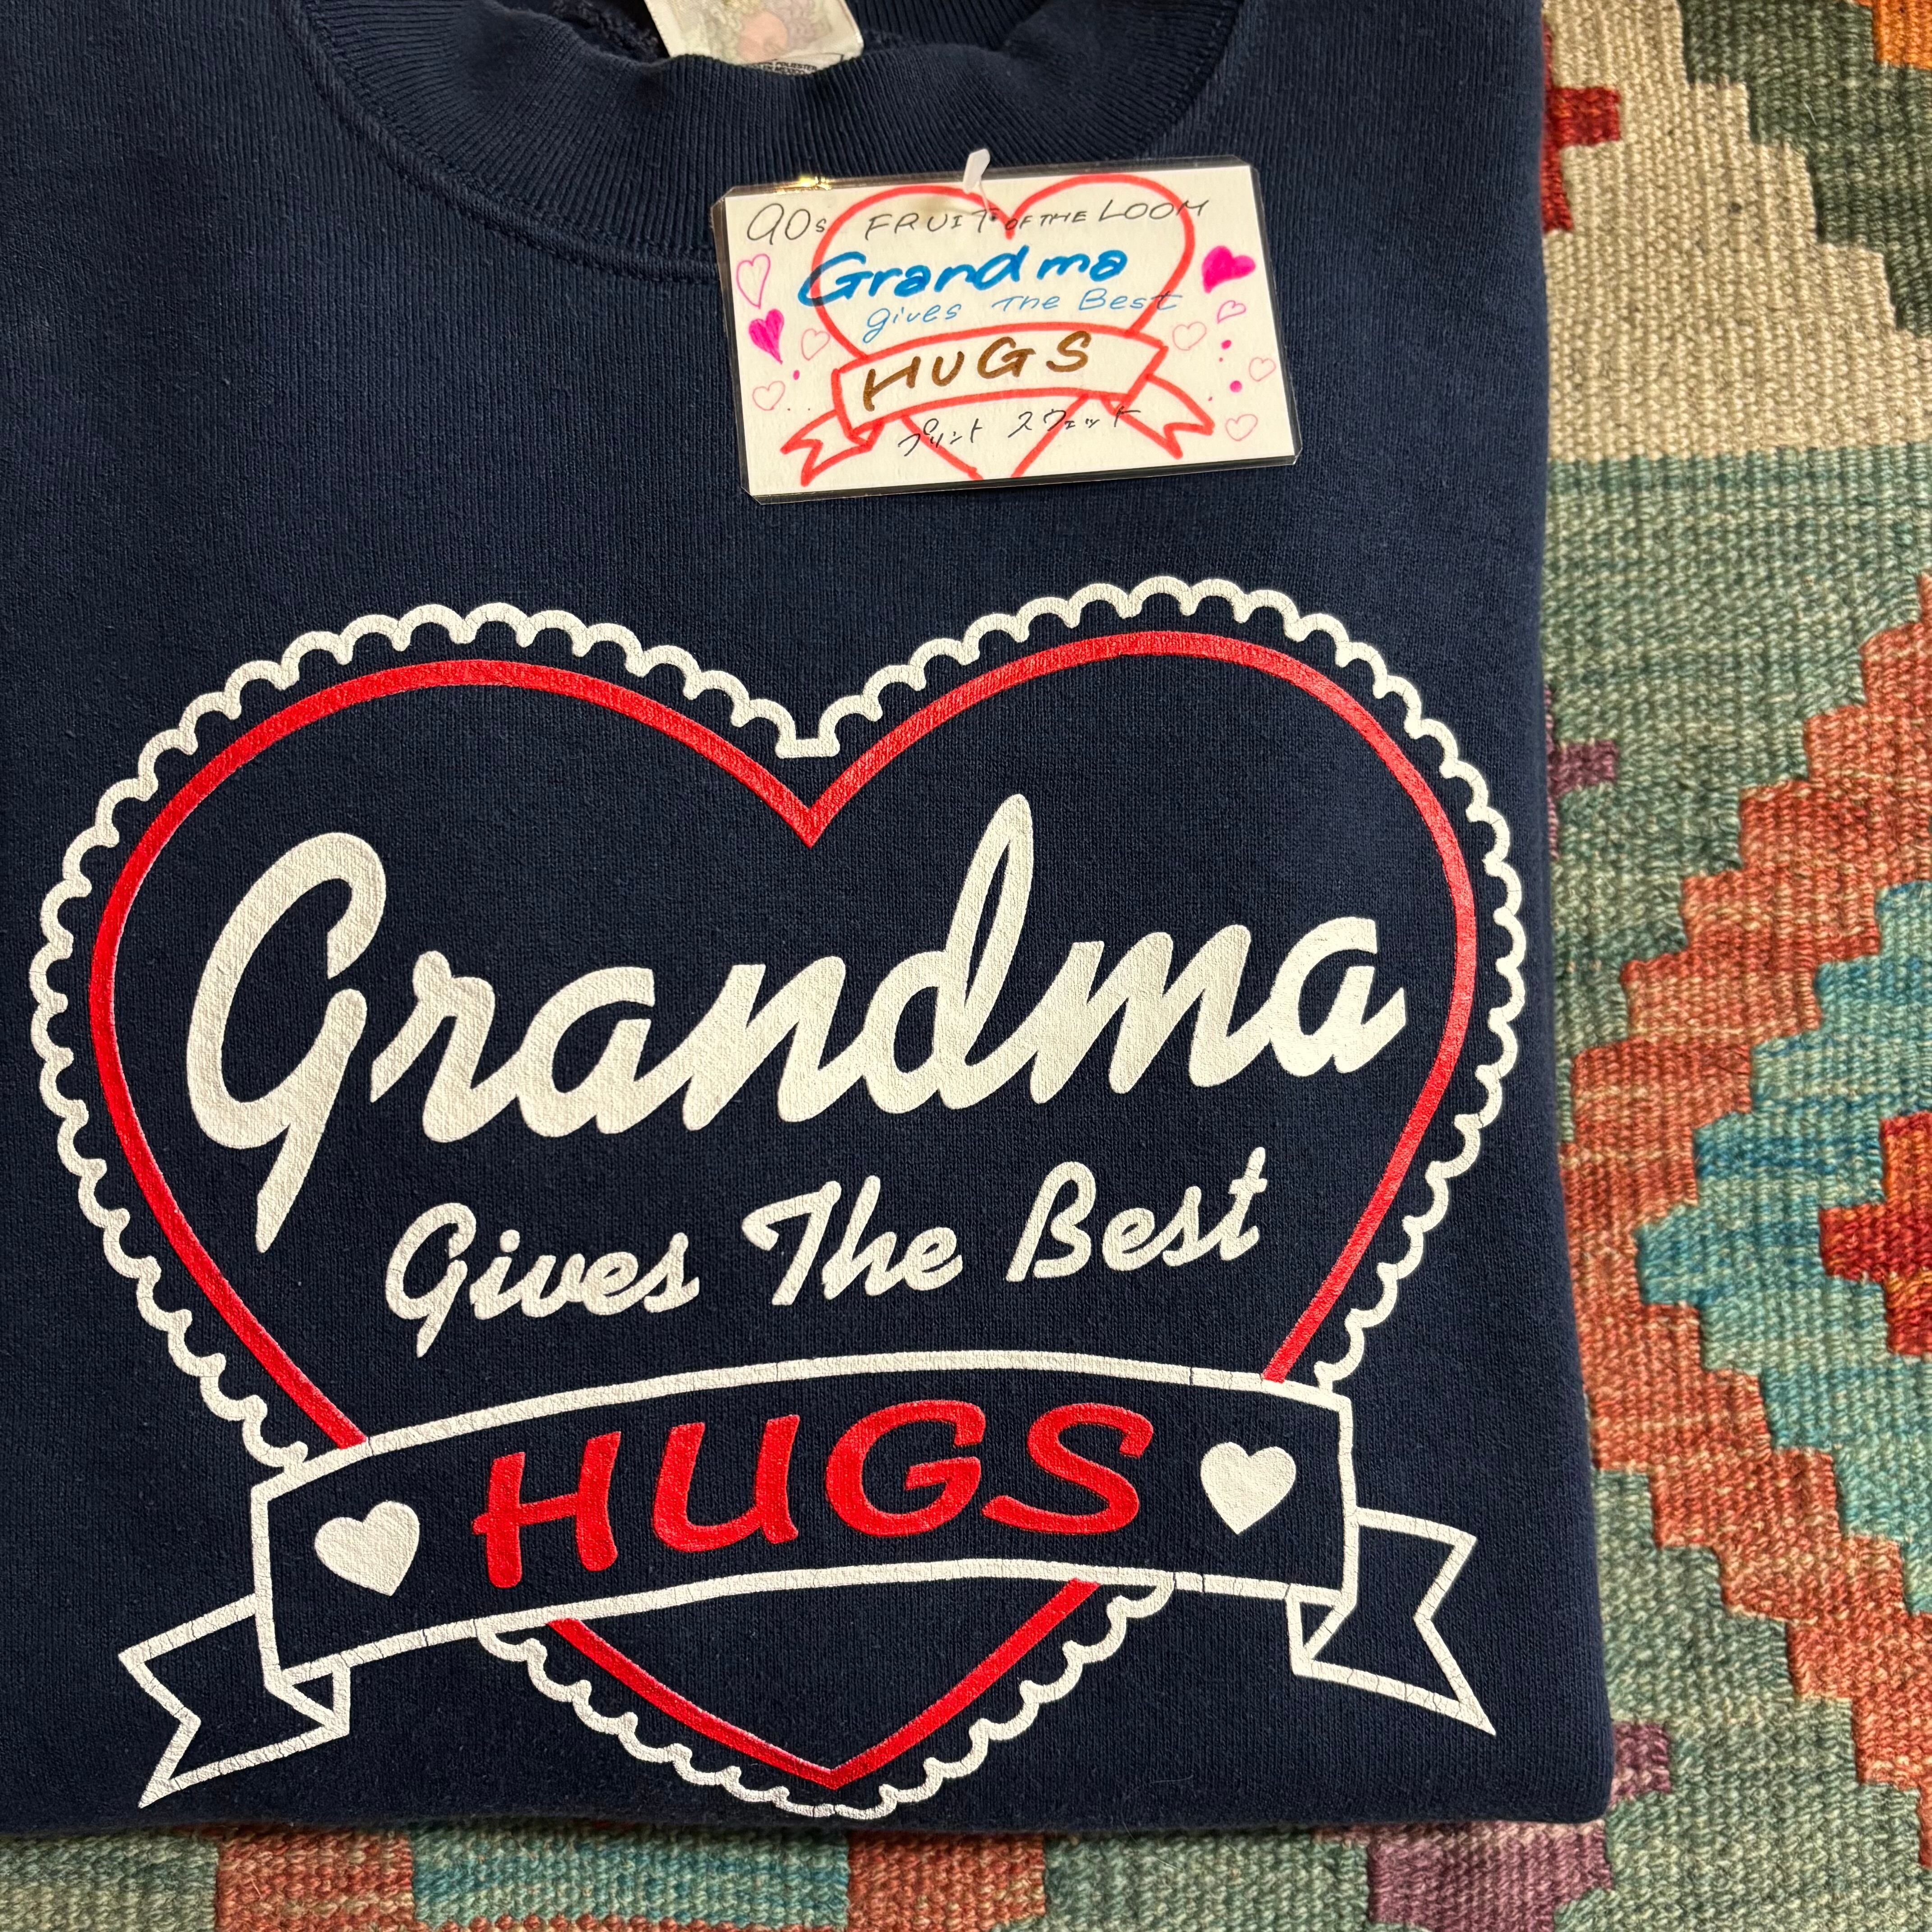 90s FRUIT OF THE LOOM
Grandma
gives The Best
HUGS
プリント スウェット
Grandma
Gives The Best
HUGS